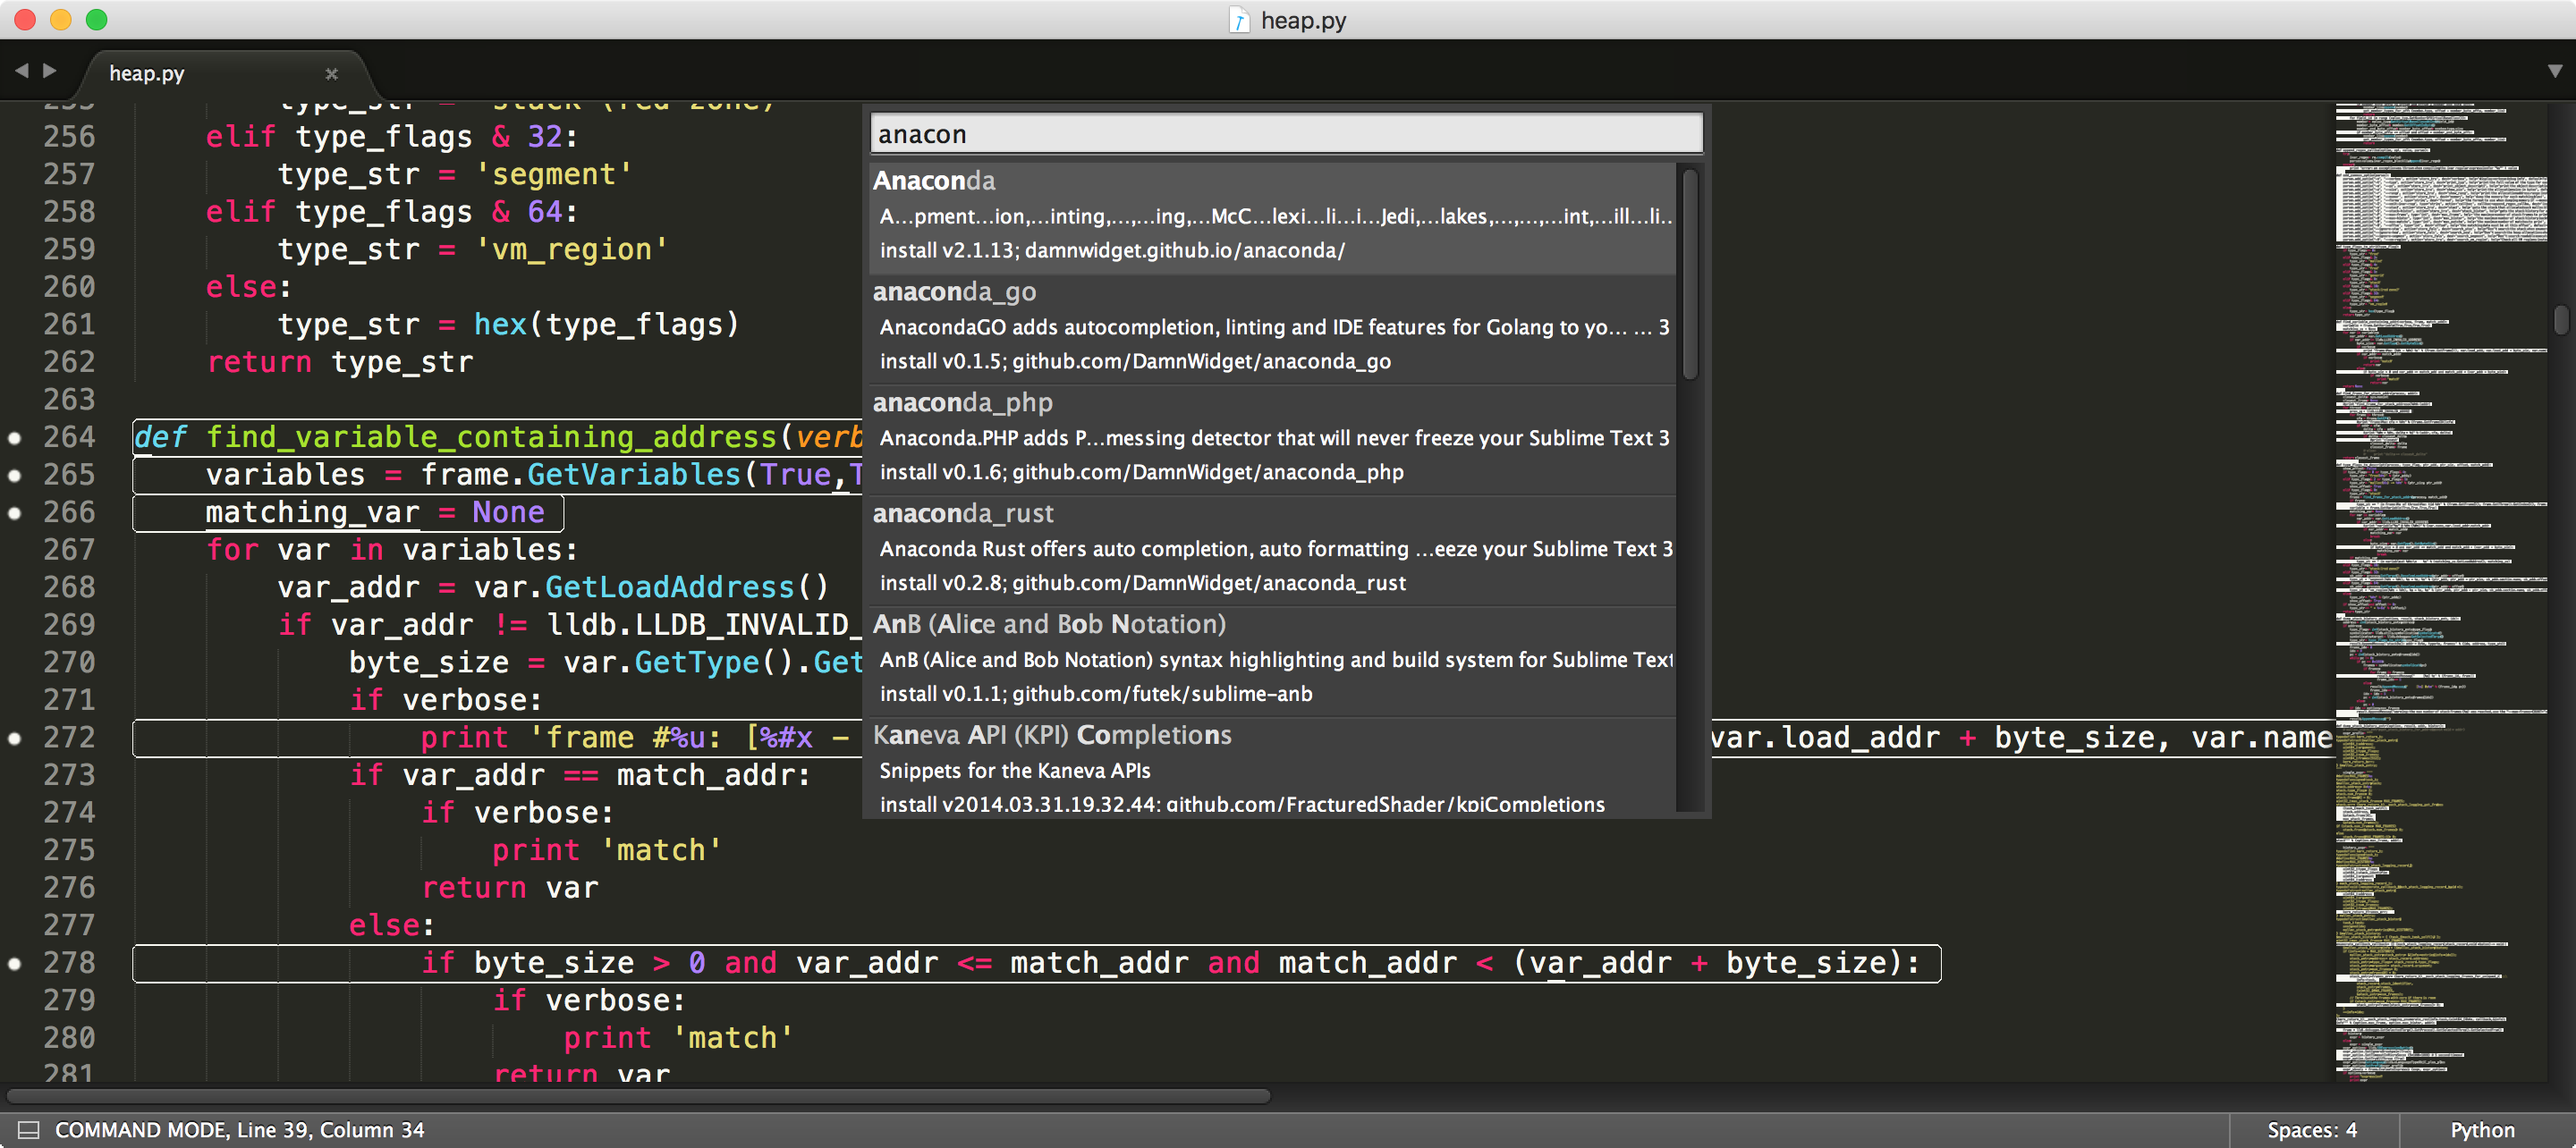 heap.py
heap.py
255 type_str = 'stack (red zone)'
256 elif type_flags & 32:
257 type_str = 'segment'
258 elif type_flags & 64:
259 type_str = 'vm_region'
260 else:
261 type_str = hex(type_flags)
262 return type_str
263
264 def find_variable_containing_address(verb
265 variables = frame.GetVariables(True,T
266 matching_var = None
267 for var in variables:
268 var_addr = var.GetLoadAddress()
269 if var_addr != lldb.LLDB_INVALID_
270 byte_size = var.GetType().Get
271 if verbose:
272 print 'frame #%u: [%#x - var.load_addr + byte_size, var.name
273 if var_addr == match_addr:
274 if verbose:
275 print 'match'
276 return var
277 else:
278 if byte_size > 0 and var_addr <= match_addr and match_addr < (var_addr + byte_size):
279 if verbose:
280 print 'match'
281 return var
anacon
Anaconda
A...pment...ion,...inting,...,...ing,...McC...lexi...li...i...Jedi,...lakes,...,...,...int,...ill...li..
install v2.1.13; damnwidget.github.io/anaconda/
anaconda_go
AnacondaGO adds autocompletion, linting and IDE features for Golang to yo... ... 3
install v0.1.5; github.com/DamnWidget/anaconda_go
anaconda_php
Anaconda.PHP adds P...messing detector that will never freeze your Sublime Text 3
install v0.1.6; github.com/DamnWidget/anaconda_php
anaconda_rust
Anaconda Rust offers auto completion, auto formatting ...eeze your Sublime Text 3
install v0.2.8; github.com/DamnWidget/anaconda_rust
AnB (Alice and Bob Notation)
AnB (Alice and Bob Notation) syntax highlighting and build system for Sublime Text
install v0.1.1; github.com/futek/sublime-anb
Kaneva API (KPI) Completions
Snippets for the Kaneva APIs
install v2014.03.31.19.32.44; github.com/FracturedShader/kpiCompletions
COMMAND MODE, Line 39, Column 34
Spaces: 4
Python